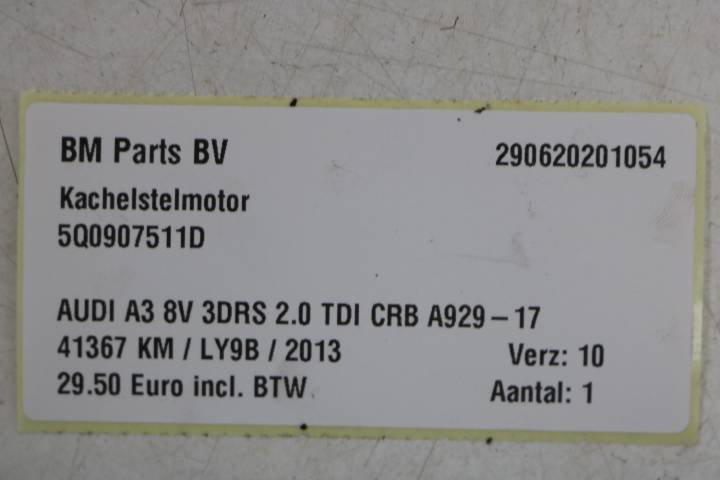 BM Parts BV 290620201054
Kachelstelmotor
5Q0907511D
AUDI A3 8V 3DRS 2.0 TDI CRB A929-17
41367 KM / LY9B / 2013 Verz: 10
29.50 Euro incl. BTW Aantal: 1